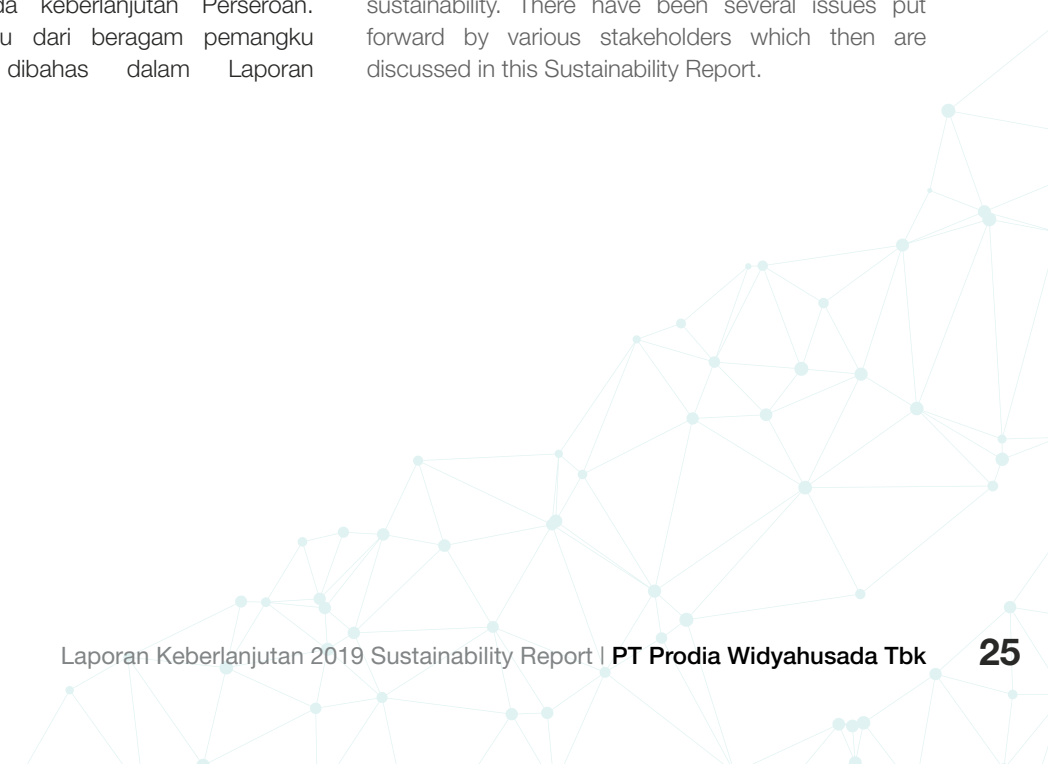 keberlanjutan Perseroan.
dari beragam pemangku
dibahas dalam Laporan
sustainability. There have been several issues put
forward by various stakeholders which then are
discussed in this Sustainability Report.
Laporan Keberlanjutan 2019 Sustainability Report | PT Prodia Widyahusada Tbk 25